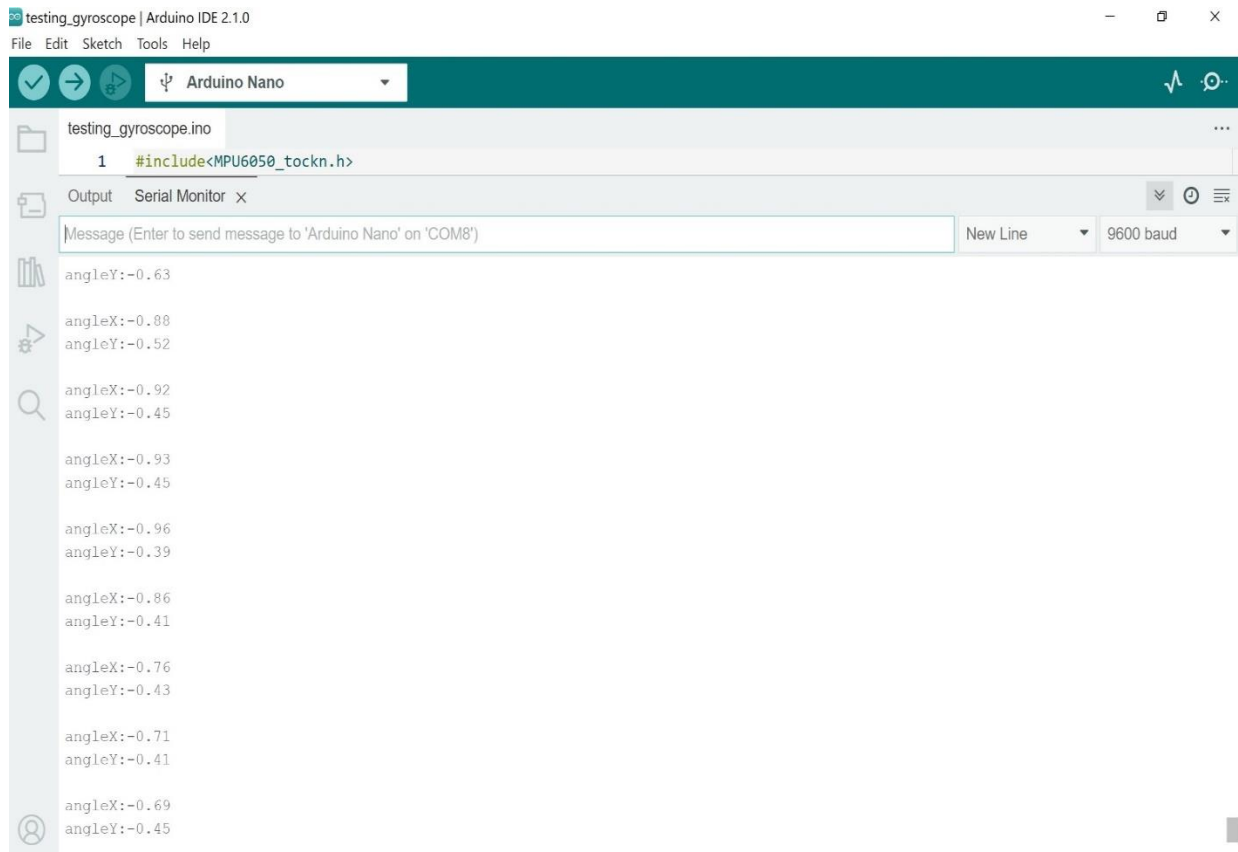 testing_gyroscope | Arduino IDE 2.1.0
File Edit Sketch Tools Help
Arduino Nano
testing_gyroscope.ino
...
1 #include<MPU6050_tockn.h>
Output Serial Monitor
Message (Enter to send message to 'Arduino Nano' on 'COM8')
New Line
9600 baud
angleY:-0.63
angleX:-0.88
angleY:-0.52
angleX:-0.92
angleY:-0.45
angleX:-0.93
angleY:-0.45
angleX:-0.96
angleY:-0.39
angleX:-0.86
angleY:-0.41
angleX:-0.76
angleY:-0.43
angleX:-0.71
angleY:-0.41
angleX:-0.69
angleY:-0.45